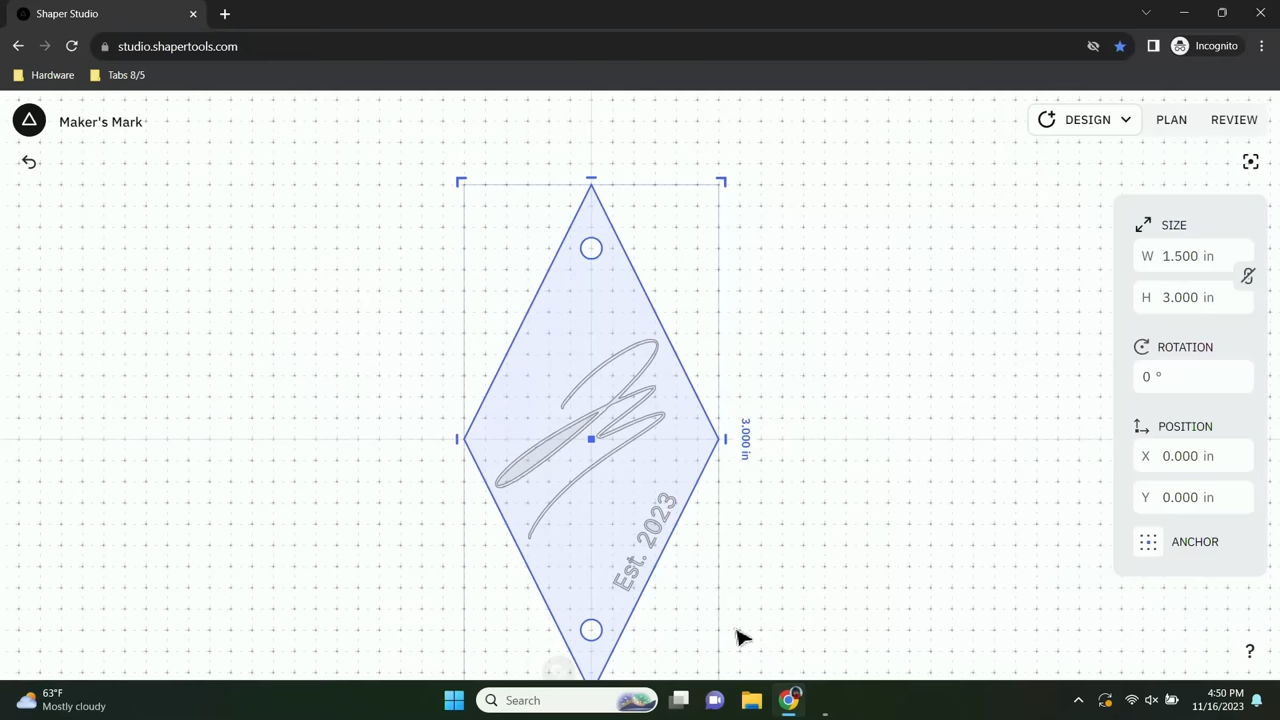 Shaper Studio
studio.shapertools.com
Incognito
Hardware
Tabs 8/5
Maker's Mark
DESIGN
PLAN
REVIEW
SIZE
W 1.500 in
H 3.000 in
ROTATION
0 °
POSITION
X 0.000 in
Y 0.000 in
ANCHOR
3.000 in
Est. 2023
?
63°F
Mostly cloudy
Search
4:50 PM
11/16/2023